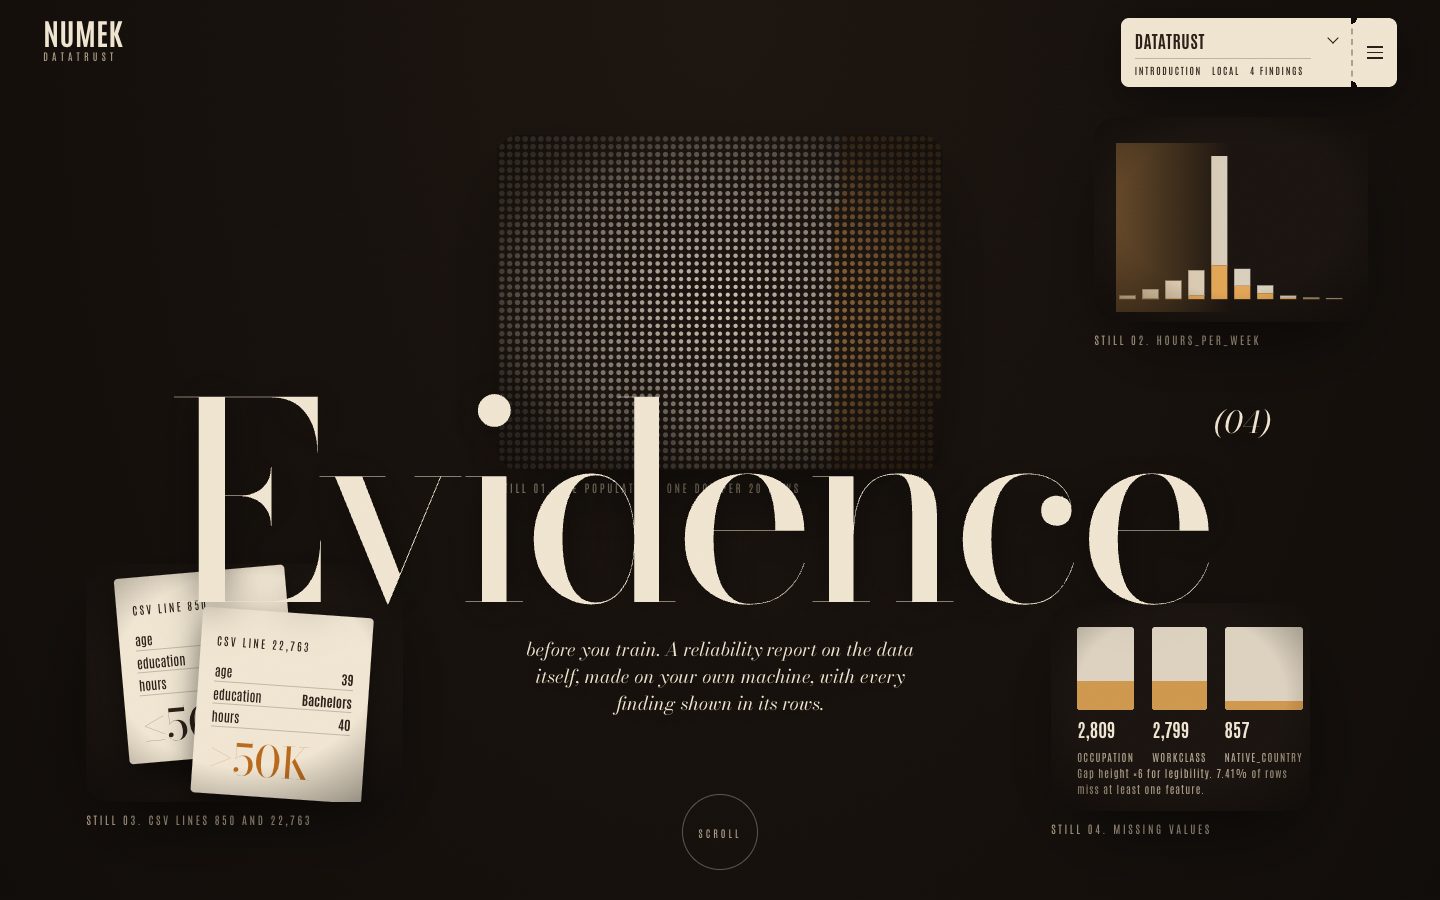 NUMEK
DATATRUST
DATATRUST
INTRODUCTION LOCAL 4 FINDINGS
STILL 02. HOURS_PER_WEEK
(04)
Evidence
CSV LINE 850
age
education
hours
CSV LINE 22,763
age 39
education Bachelors
hours 40
>50K
STILL 03. CSV LINES 850 AND 22,763
before you train. A reliability report on the data
itself, made on your own machine, with every
finding shown in its rows.
SCROLL
2,809 2,799 857
OCCUPATION WORKCLASS NATIVE_COUNTRY
Gap height ×6 for legibility. 7.41% of rows
miss at least one feature.
STILL 04. MISSING VALUES